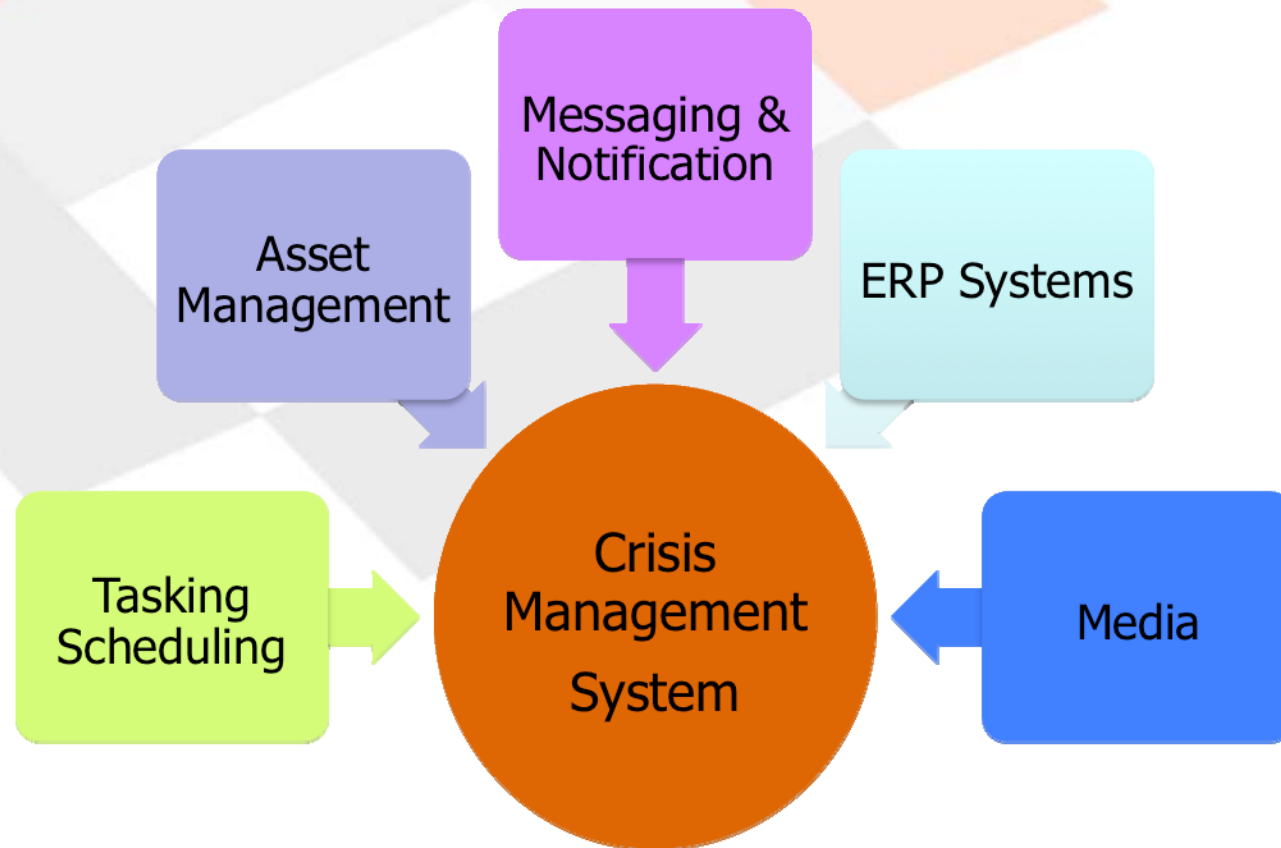 Messaging &
Notification
Asset
Management
ERP Systems
Tasking
Scheduling
Crisis
Management
System
Media